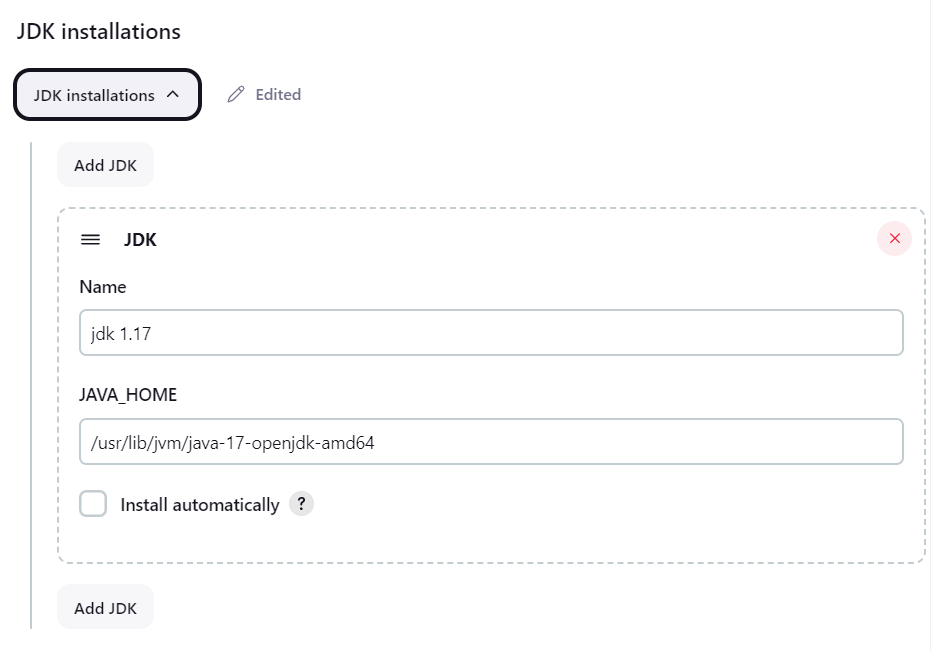 JDK installations
JDK installations
Edited
Add JDK
JDK
Name
jdk 1.17
JAVA_HOME
/usr/lib/jvm/java-17-openjdk-amd64
Install automatically ?
Add JDK